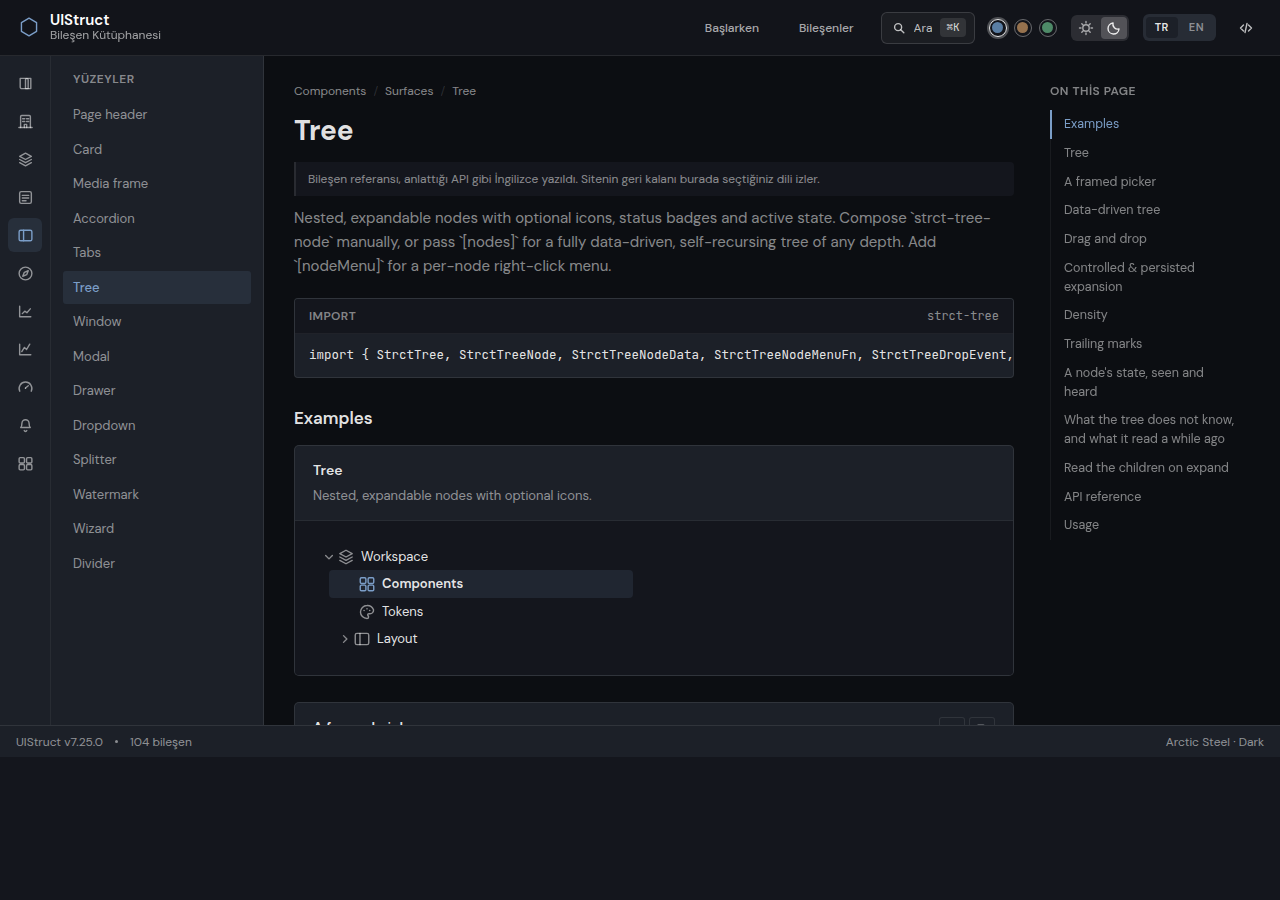 UIStruct
Bileşen Kütüphanesi
Başlarken
Bileşenler
Ara
⌘K
TR
EN
YÜZEYLER
Page header
Card
Media frame
Accordion
Tabs
Tree
Window
Modal
Drawer
Dropdown
Splitter
Watermark
Wizard
Divider
Components / Surfaces / Tree
Tree
Bileşen referansı, anlattığı API gibi İngilizce yazıldı. Sitenin geri kalanı burada seçtiğiniz dili izler.
Nested, expandable nodes with optional icons, status badges and active state. Compose `strct-tree-
node` manually, or pass `[nodes]` for a fully data-driven, self-recursing tree of any depth. Add
`[nodeMenu]` for a per-node right-click menu.
IMPORT
strct-tree
import { StrctTree, StrctTreeNode, StrctTreeNodeData, StrctTreeNodeMenuFn, StrctTreeDropEvent,
Examples
Tree
Nested, expandable nodes with optional icons.
Workspace
Components
Tokens
Layout
ON THİS PAGE
Examples
Tree
A framed picker
Data-driven tree
Drag and drop
Controlled & persisted
expansion
Density
Trailing marks
A node's state, seen and
heard
What the tree does not know,
and what it read a while ago
Read the children on expand
API reference
Usage
UIStruct v7.25.0 • 104 bileşen
Arctic Steel · Dark